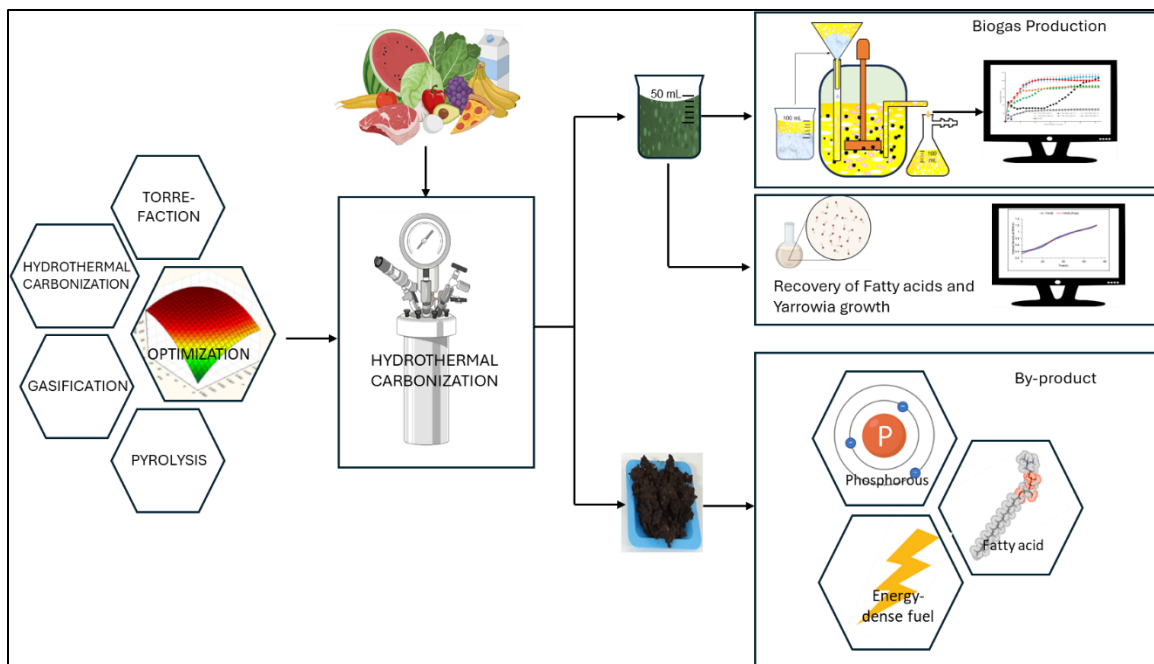 TORRE-
FACTION
HYDROTHERMAL
CARBONIZATION
OPTIMIZATION
GASIFICATION
PYROLYSIS
HYDROTHERMAL
CARBONIZATION
50 mL
Biogas Production
100 mL
100
mL
Recovery of Fatty acids and
Yarrowia growth
By-product
P
Phosphorous
Fatty acid
Energy-
dense fuel